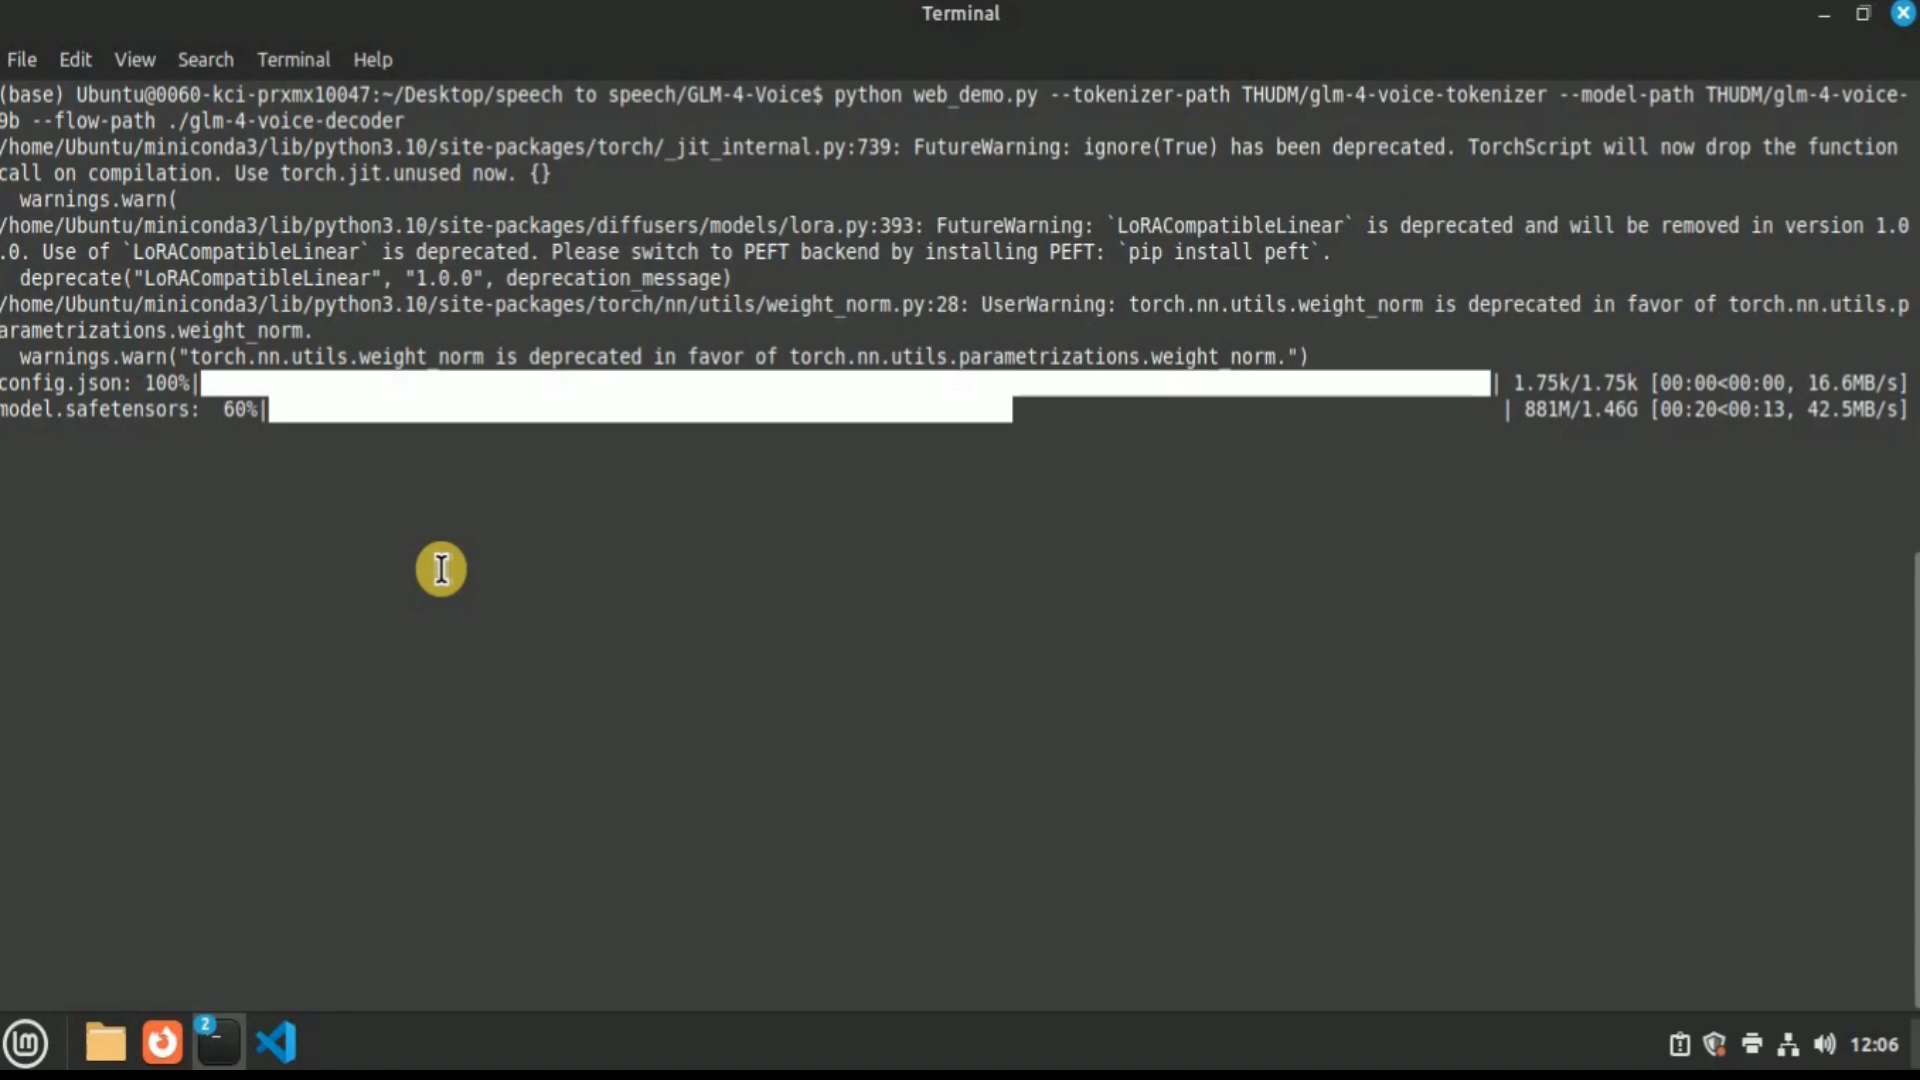 Terminal
File Edit View Search Terminal Help
(base) Ubuntu@0060-kci-prxmx10047:~/Desktop/speech to speech/GLM-4-Voice$ python web_demo.py --tokenizer-path THUDM/glm-4-voice-tokenizer --model-path THUDM/glm-4-voice-
9b --flow-path ./glm-4-voice-decoder
/home/Ubuntu/miniconda3/lib/python3.10/site-packages/torch/_jit_internal.py:739: FutureWarning: ignore(True) has been deprecated. TorchScript will now drop the function
call on compilation. Use torch.jit.unused now. {}
  warnings.warn(
/home/Ubuntu/miniconda3/lib/python3.10/site-packages/diffusers/models/lora.py:393: FutureWarning: `LoRACompatibleLinear` is deprecated and will be removed in version 1.0
.0. Use of `LoRACompatibleLinear` is deprecated. Please switch to PEFT backend by installing PEFT: `pip install peft`.
  deprecate("LoRACompatibleLinear", "1.0.0", deprecation_message)
/home/Ubuntu/miniconda3/lib/python3.10/site-packages/torch/nn/utils/weight_norm.py:28: UserWarning: torch.nn.utils.weight_norm is deprecated in favor of torch.nn.utils.p
arametrizations.weight_norm.
  warnings.warn("torch.nn.utils.weight_norm is deprecated in favor of torch.nn.utils.parametrizations.weight_norm.")
config.json: 100%| | 1.75k/1.75k [00:00<00:00, 16.6MB/s]
model.safetensors:  60%| | 881M/1.46G [00:20<00:13, 42.5MB/s]
2
12:06